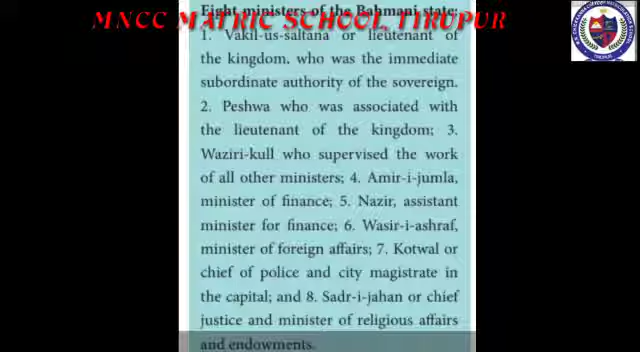 Eight ministers of the Bahmani state:
MNCC MATRIC SCHOOL TIRUPUR
1. Vakil-us-saltana or lieutenant of
the kingdom, who was the immediate
subordinate authority of the sovereign.
2. Peshwa who was associated with
the lieutenant of the kingdom; 3.
Waziri-kull who supervised the work
of all other ministers; 4. Amir-i-jumla,
minister of finance; 5. Nazir, assistant
minister for finance; 6. Wasir-i-ashraf,
minister of foreign affairs; 7. Kotwal or
chief of police and city magistrate in
the capital; and 8. Sadr-i-jahan or chief
justice and minister of religious affairs
and endowments.